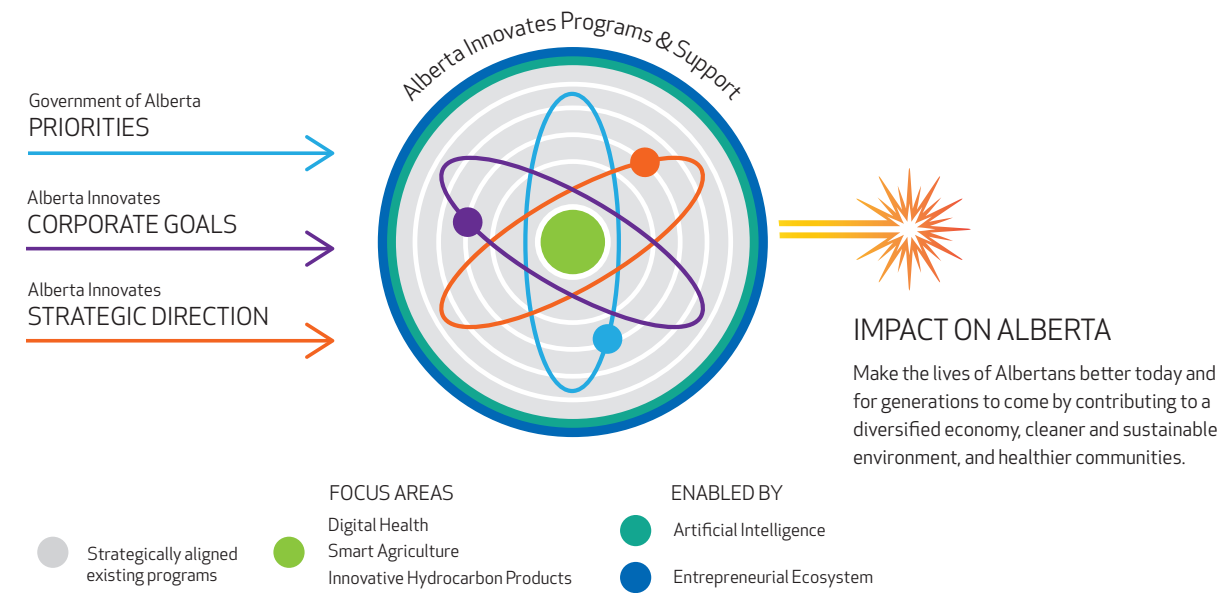 Alberta Innovates Programs & Support
Government of Alberta
PRIORITIES
Alberta Innovates
CORPORATE GOALS
Alberta Innovates
STRATEGIC DIRECTION
IMPACT ON ALBERTA
Make the lives of Albertans better today and
for generations to come by contributing to a
diversified economy, cleaner and sustainable
environment, and healthier communities.
Strategically aligned
existing programs
FOCUS AREAS
Digital Health
Smart Agriculture
Innovative Hydrocarbon Products
ENABLED BY
Artificial Intelligence
Entrepreneurial Ecosystem